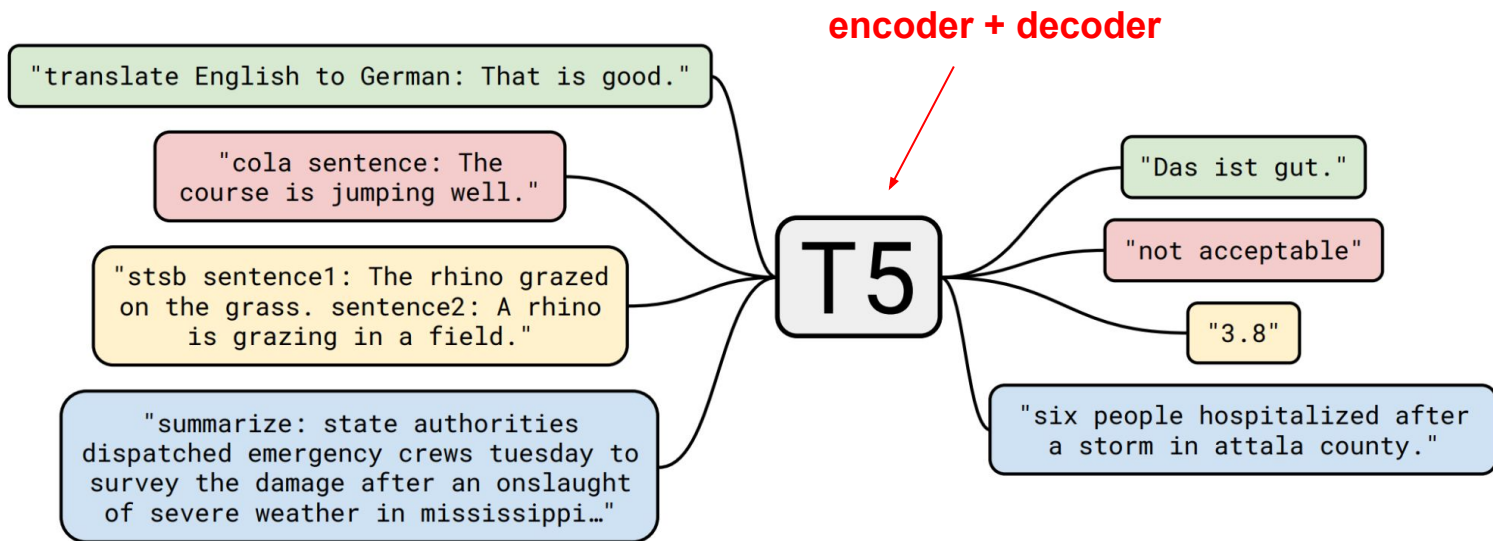 encoder + decoder
"translate English to German: That is good."
"cola sentence: The
course is jumping well."
"stsb sentence1: The rhino grazed
on the grass. sentence2: A rhino
is grazing in a field."
"summarize: state authorities
dispatched emergency crews tuesday to
survey the damage after an onslaught
of severe weather in mississippi…"
T5
"Das ist gut."
"not acceptable"
"3.8"
"six people hospitalized after
a storm in attala county."